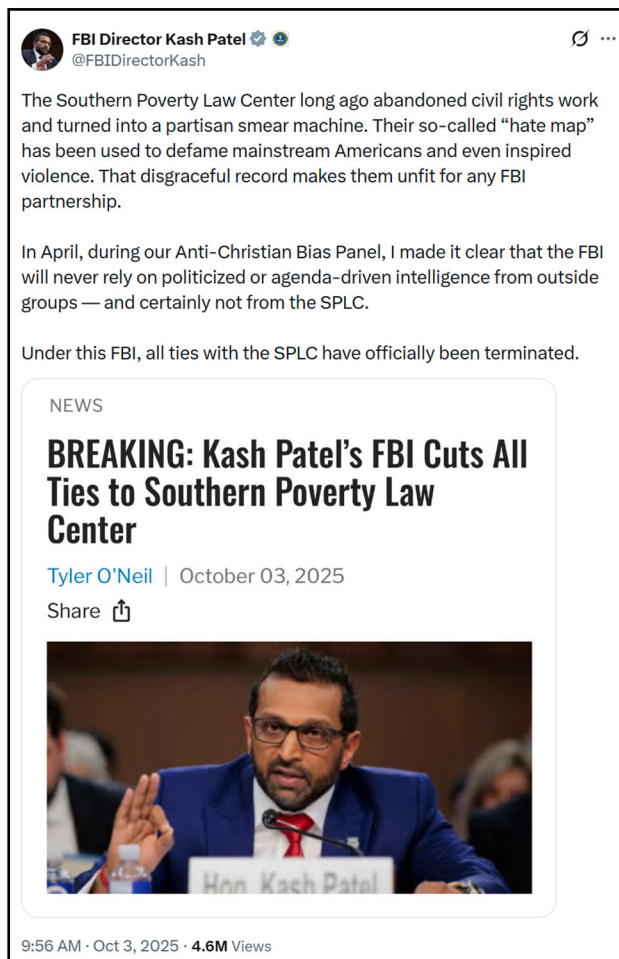 FBI Director Kash Patel
@FBIDirectorKash
The Southern Poverty Law Center long ago abandoned civil rights work
and turned into a partisan smear machine. Their so-called “hate map”
has been used to defame mainstream Americans and even inspired
violence. That disgraceful record makes them unfit for any FBI
partnership.
In April, during our Anti-Christian Bias Panel, I made it clear that the FBI
will never rely on politicized or agenda-driven intelligence from outside
groups — and certainly not from the SPLC.
Under this FBI, all ties with the SPLC have officially been terminated.
NEWS
BREAKING: Kash Patel’s FBI Cuts All
Ties to Southern Poverty Law
Center
Tyler O'Neil | October 03, 2025
Share
Hon. Kash Patel
9:56 AM · Oct 3, 2025 · 4.6M Views